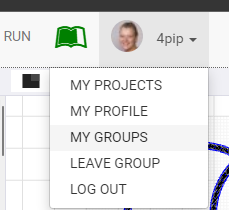 RUN 4pip
MY PROJECTS
MY PROFILE
MY GROUPS
LEAVE GROUP
LOG OUT